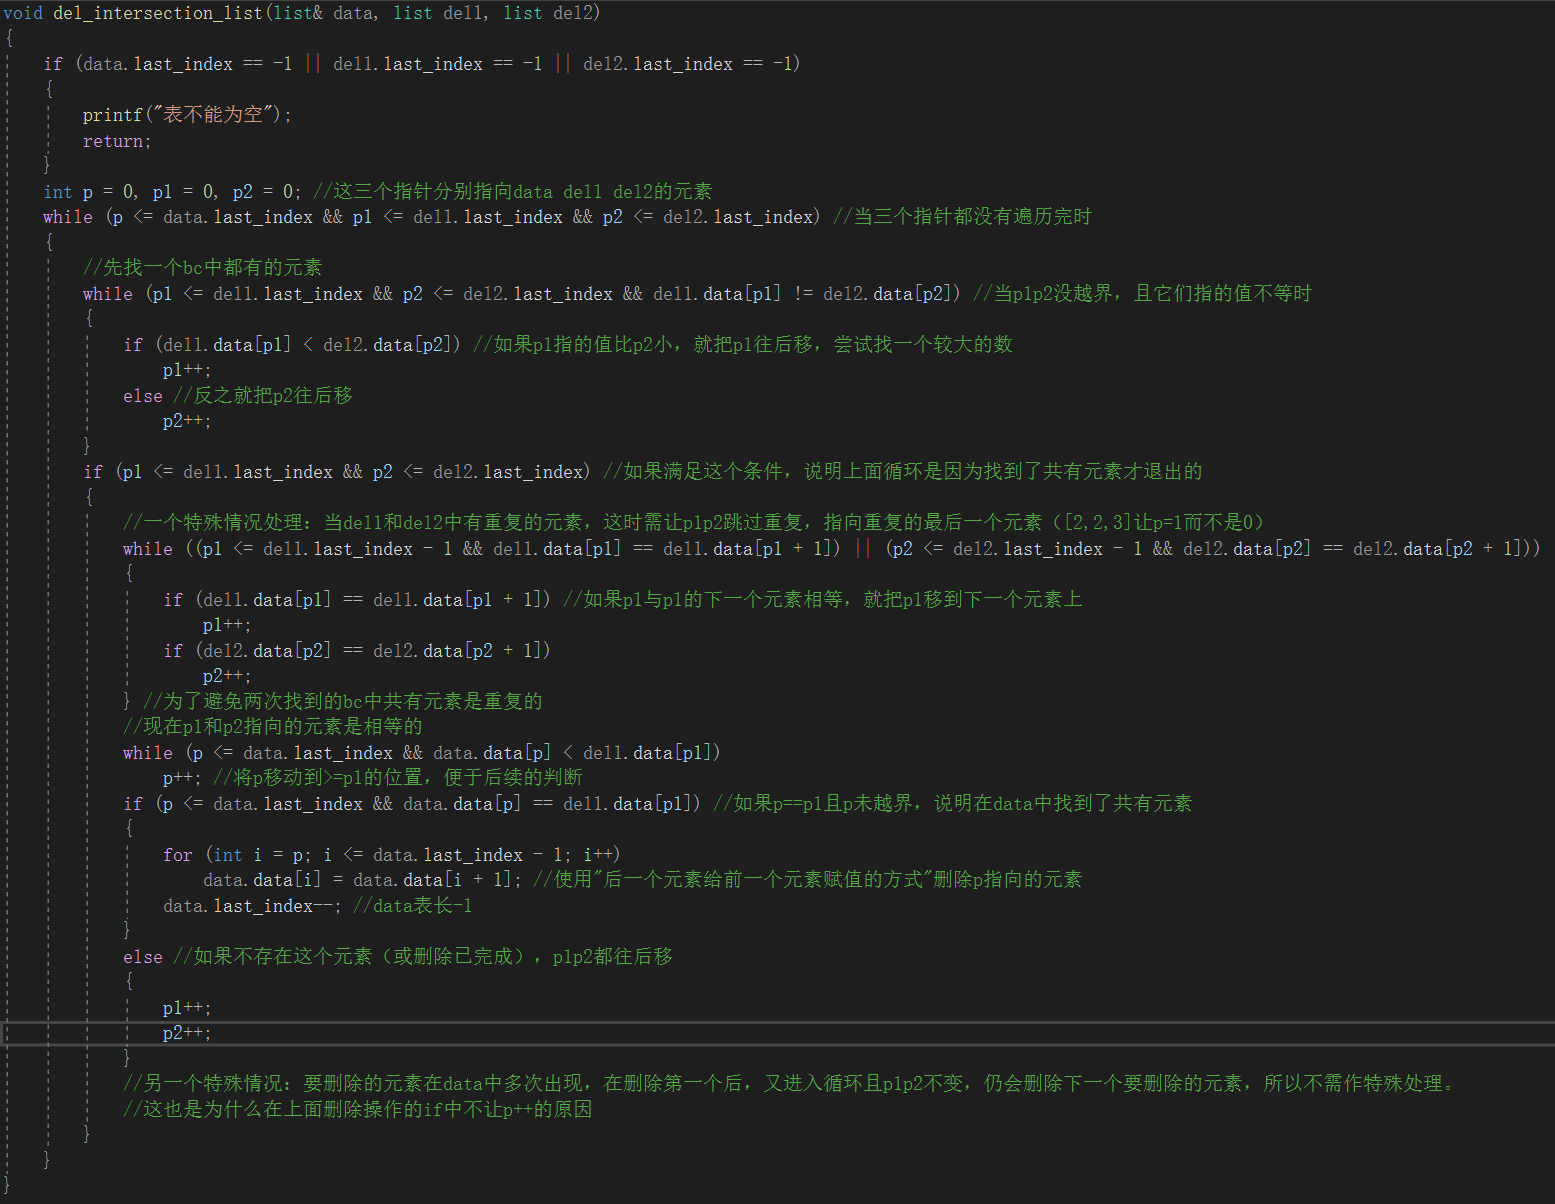 void del_intersection_list(list& data, list del1, list del2)
{
    if (data.last_index == -1 || del1.last_index == -1 || del2.last_index == -1)
    {
        printf("表不能为空");
        return;
    }
    int p = 0, p1 = 0, p2 = 0; //这三个指针分别指向data del1 del2的元素
    while (p <= data.last_index && p1 <= del1.last_index && p2 <= del2.last_index) //当三个指针都没有遍历完时
    {
        //先找一个bc中都有的元素
        while (p1 <= del1.last_index && p2 <= del2.last_index && del1.data[p1] != del2.data[p2]) //当p1p2没越界，且它们指的值不等时
        {
            if (del1.data[p1] < del2.data[p2]) //如果p1指的值比p2小，就把p1往后移，尝试找一个较大的数
                p1++;
            else //反之就把p2往后移
                p2++;
        }
        if (p1 <= del1.last_index && p2 <= del2.last_index) //如果满足这个条件，说明上面循环是因为找到了共有元素才退出的
        {
            //一个特殊情况处理：当del1和del2中有重复的元素，这时需让p1p2跳过重复，指向重复的最后一个元素（[2,2,3]让p=1而不是0）
            while ((p1 <= del1.last_index - 1 && del1.data[p1] == del1.data[p1 + 1]) || (p2 <= del2.last_index - 1 && del2.data[p2] == del2.data[p2 + 1]))
            {
                if (del1.data[p1] == del1.data[p1 + 1]) //如果p1与p1的下一个元素相等，就把p1移到下一个元素上
                    p1++;
                if (del2.data[p2] == del2.data[p2 + 1])
                    p2++;
            } //为了避免两次找到的bc中共有元素是重复的
            //现在p1和p2指向的元素是相等的
            while (p <= data.last_index && data.data[p] < del1.data[p1])
                p++; //将p移动到>=p1的位置，便于后续的判断
            if (p <= data.last_index && data.data[p] == del1.data[p1]) //如果p==p1且p未越界，说明在data中找到了共有元素
            {
                for (int i = p; i <= data.last_index - 1; i++)
                    data.data[i] = data.data[i + 1]; //使用"后一个元素给前一个元素赋值的方式"删除p指向的元素
                data.last_index--; //data表长-1
            }
            else //如果不存在这个元素（或删除已完成），p1p2都往后移
            {
                p1++;
                p2++;
            }
            //另一个特殊情况：要删除的元素在data中多次出现，在删除第一个后，又进入循环且p1p2不变，仍会删除下一个要删除的元素，所以不需作特殊处理。
            //这也是为什么在上面删除操作的if中不让p++的原因
        }
    }
}